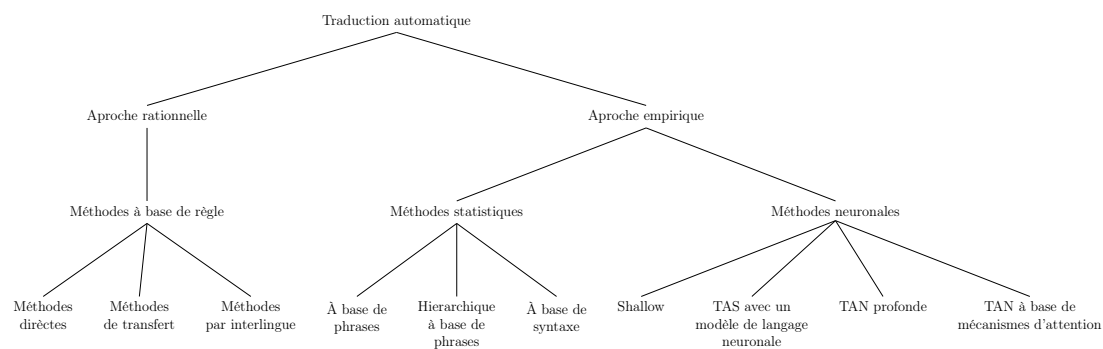 Traduction automatique
Aproche rationnelle
Aproche empirique
Méthodes à base de règle
Méthodes statistiques
Méthodes neuronales
Méthodes
dirèctes
Méthodes
de transfert
Méthodes
par interlingue
À base de
phrases
Hierarchique
à base de
phrases
À base de
syntaxe
Shallow
TAS avec un
modèle de langage
neuronale
TAN profonde
TAN à base de
mécanismes d'attention